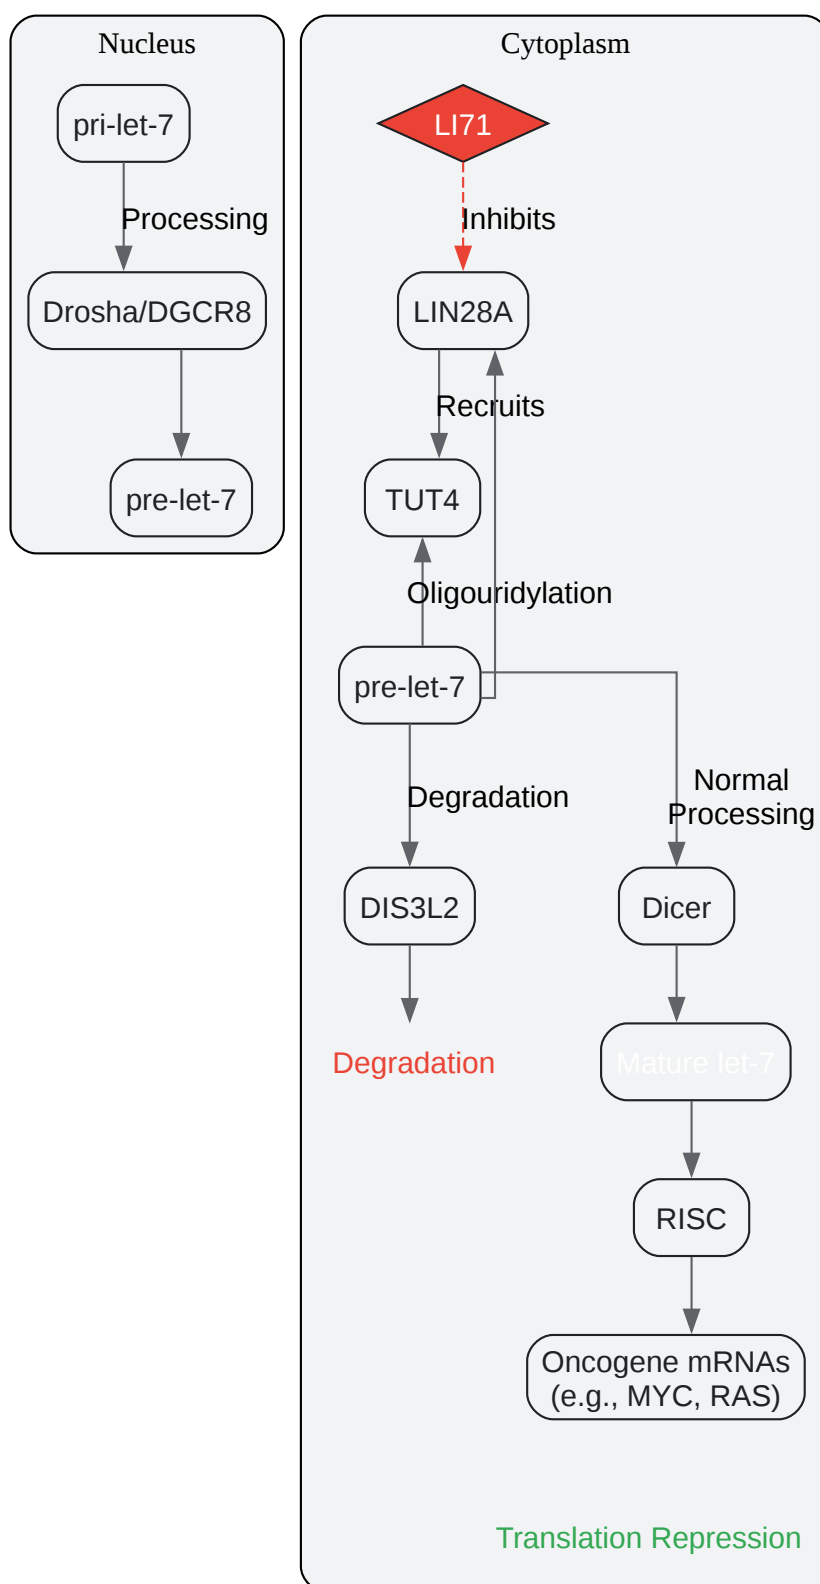 Nucleus
pri-let-7
Processing
Drosha/DGCR8
pre-let-7
Cytoplasm
LI71
Inhibits
LIN28A
Recruits
TUT4
Oligouridylation
pre-let-7
Degradation
Normal
Processing
DIS3L2
Dicer
Degradation
Mature let-7
RISC
Oncogene mRNAs
(e.g., MYC, RAS)
Translation Repression